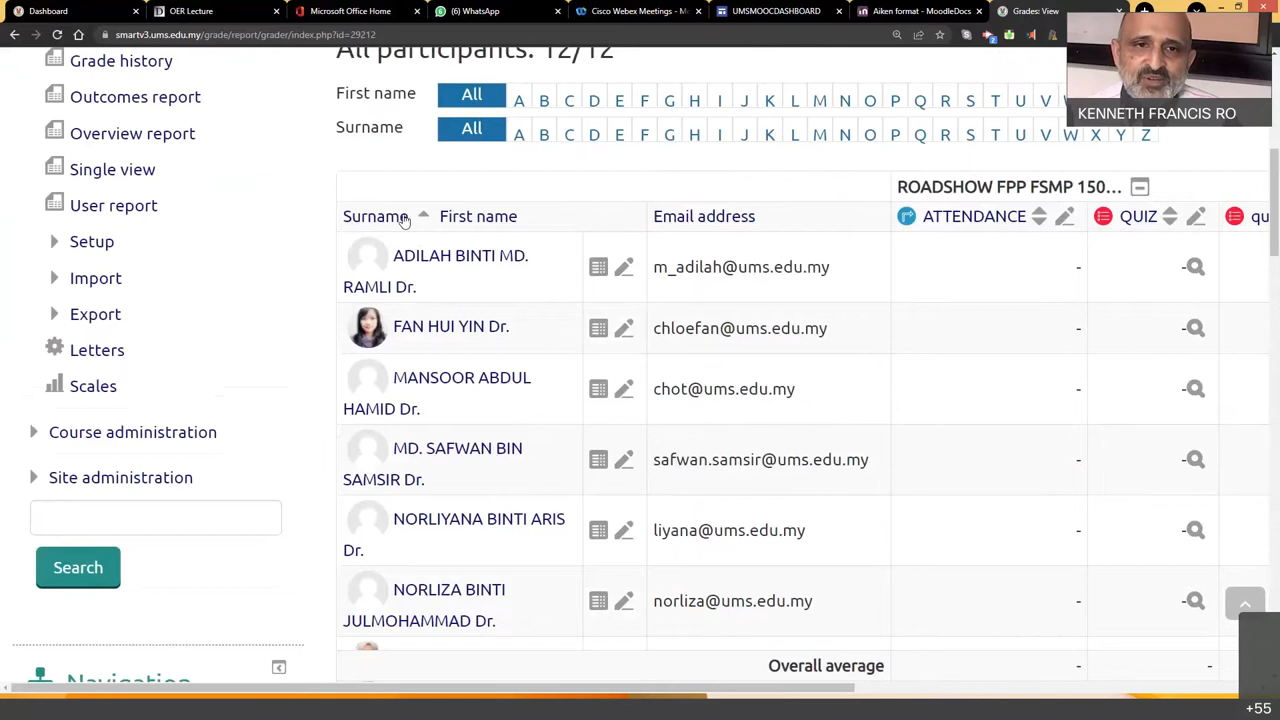 Dashboard
OER Lecture
Microsoft Office Home
(6) WhatsApp
Cisco Webex Meetings - M
UMSMOOCDASHBOARD
Aiken format - MoodleDocs
Grades: View
smartv3.ums.edu.my/grade/report/grader/index.php?id=29212
Grade history
Outcomes report
Overview report
Single view
User report
Setup
Import
Export
Letters
Scales
Course administration
Site administration
Search
Navigation
All participants: 12/12
First name All A B C D E F G H I J K L M N O P Q R S T U V
Surname All A B C D E F G H I J K L M N O P Q R S T U V W X Y Z
KENNETH FRANCIS RO
ROADSHOW FPP FSMP 150...
Surname First name Email address ATTENDANCE QUIZ qu
ADILAH BINTI MD. RAMLI Dr. m_adilah@ums.edu.my - -
FAN HUI YIN Dr. chloefan@ums.edu.my - -
MANSOOR ABDUL HAMID Dr. chot@ums.edu.my - -
MD. SAFWAN BIN SAMSIR Dr. safwan.samsir@ums.edu.my - -
NORLIYANA BINTI ARIS Dr. liyana@ums.edu.my - -
NORLIZA BINTI JULMOHAMMAD Dr. norliza@ums.edu.my - -
Overall average - -
+55